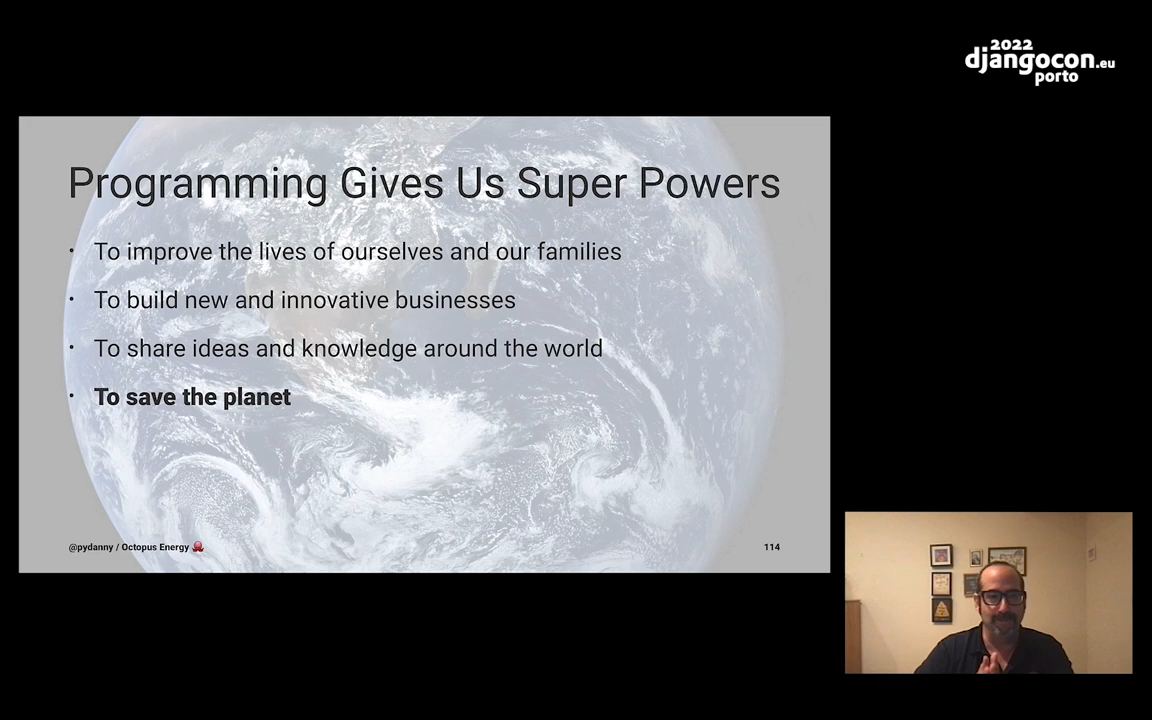 2022
djangocon.eu
porto
Programming Gives Us Super Powers
• To improve the lives of ourselves and our families
• To build new and innovative businesses
• To share ideas and knowledge around the world
• To save the planet
@pydanny / Octopus Energy 🐙
114